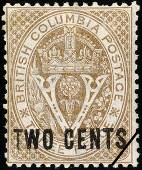 BRITISH COLUMBIA POSTAGE
V
TWO CENTS